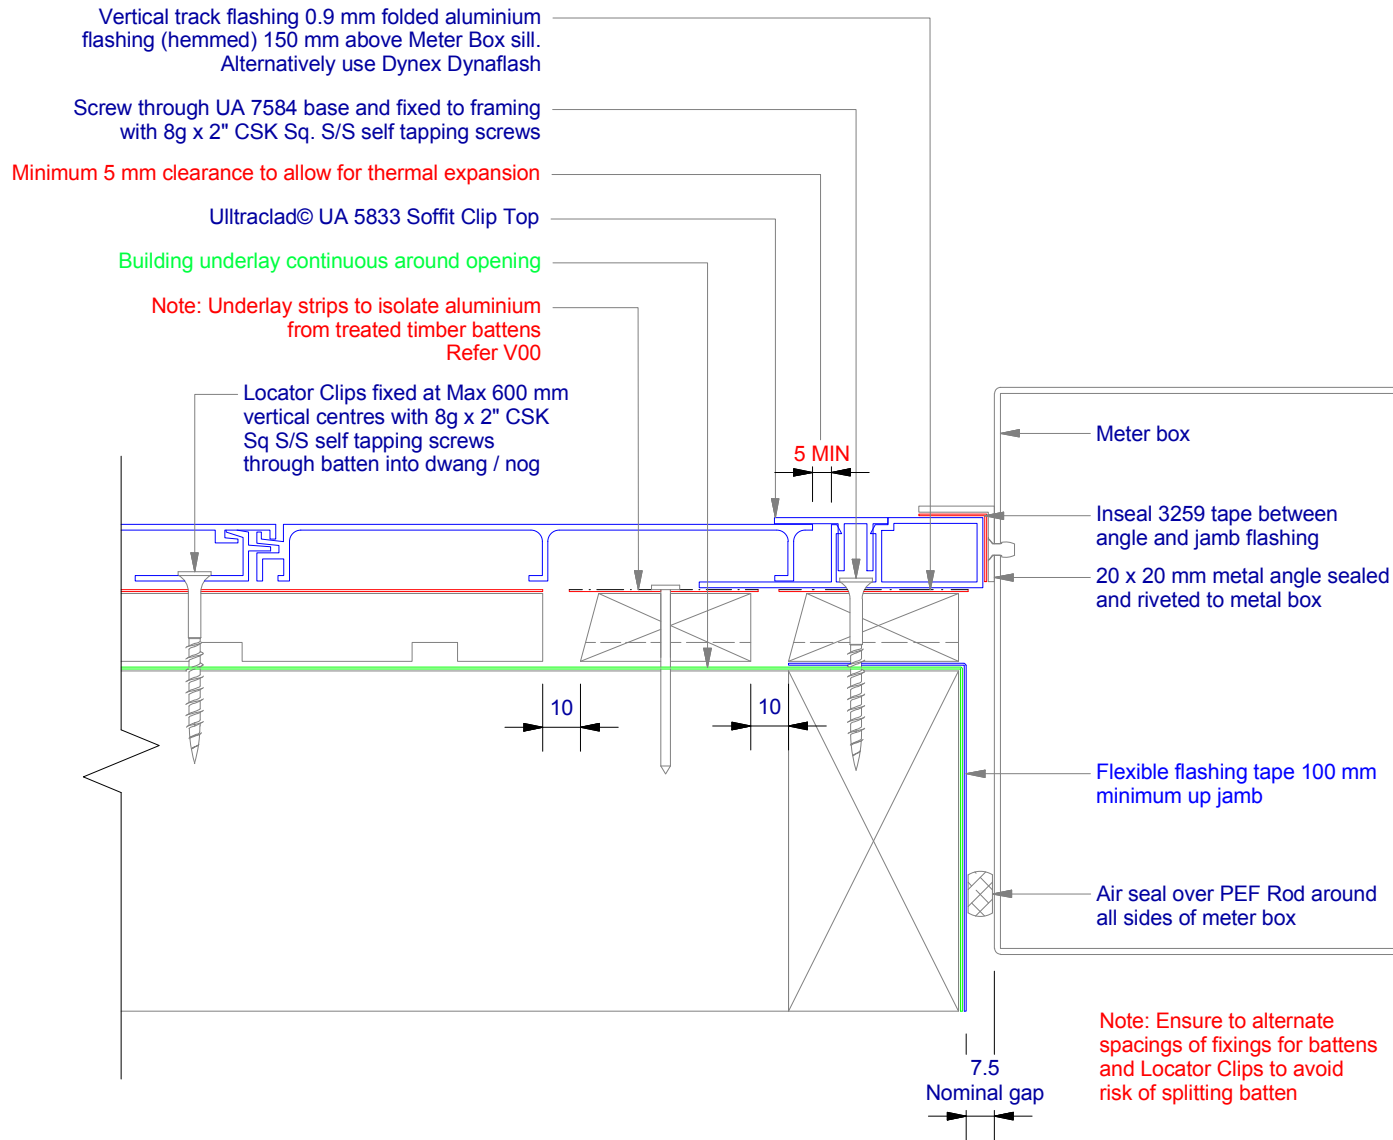 Vertical track flashing 0.9 mm folded aluminium
flashing (hemmed) 150 mm above Meter Box sill.
Alternatively use Dynex Dynaflash
Screw through UA 7584 base and fixed to framing
with 8g x 2" CSK Sq. S/S self tapping screws
Minimum 5 mm clearance to allow for thermal expansion
Ulltraclad© UA 5833 Soffit Clip Top
Building underlay continuous around opening
Note: Underlay strips to isolate aluminium
from treated timber battens
Refer V00
Locator Clips fixed at Max 600 mm
vertical centres with 8g x 2" CSK
Sq S/S self tapping screws
through batten into dwang / nog
5 MIN
Meter box
Inseal 3259 tape between
angle and jamb flashing
20 x 20 mm metal angle sealed
and riveted to metal box
10
10
Flexible flashing tape 100 mm
minimum up jamb
Air seal over PEF Rod around
all sides of meter box
7.5
Nominal gap
Note: Ensure to alternate
spacings of fixings for battens
and Locator Clips to avoid
risk of splitting batten